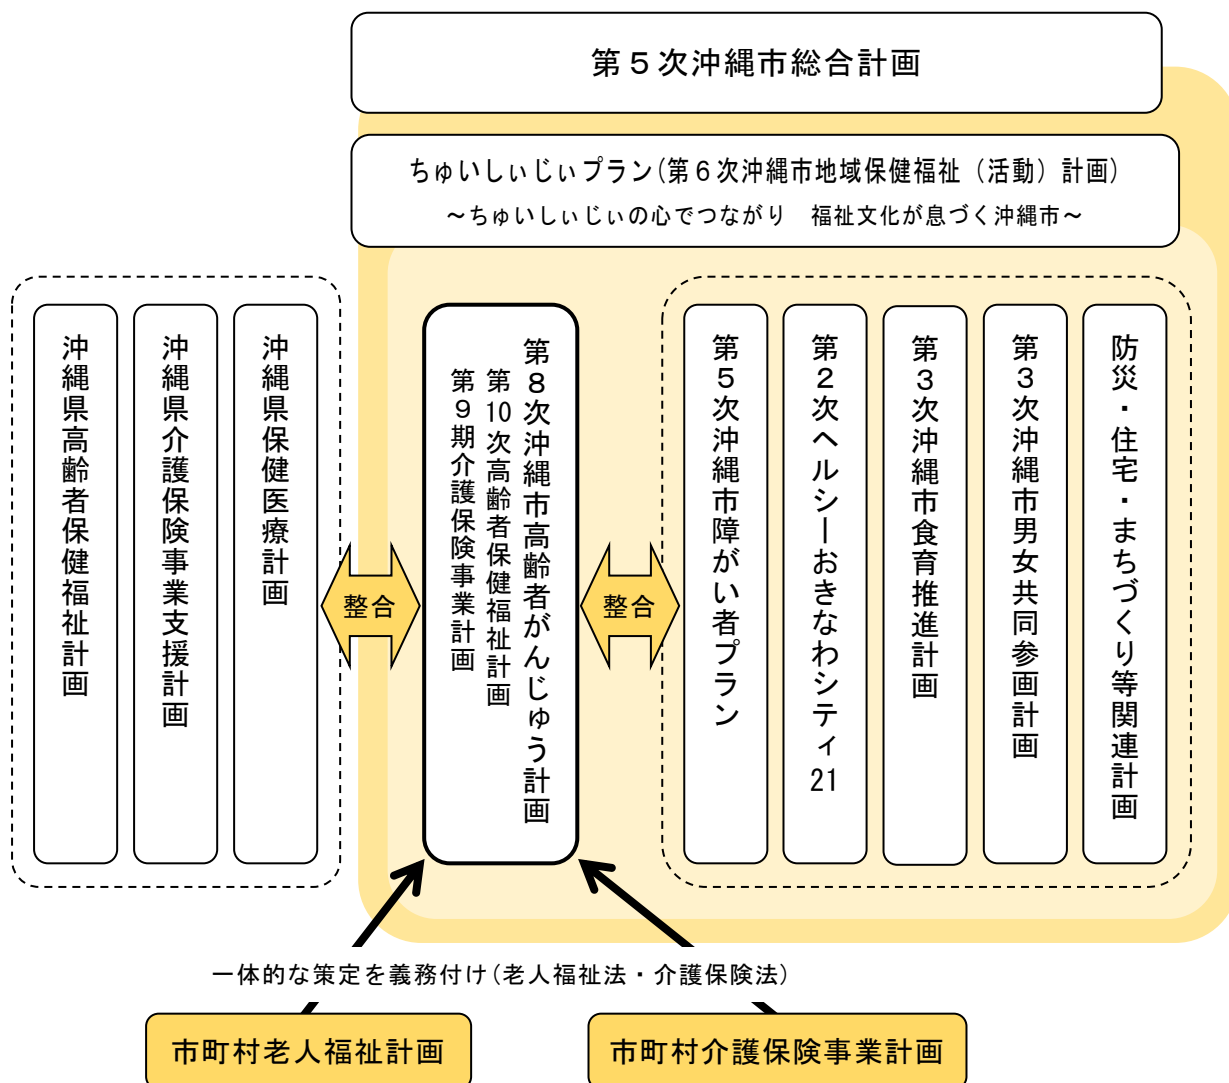 第５次沖縄市総合計画
ちゅいしぃじぃプラン(第６次沖縄市地域保健福祉（活動）計画)
～ちゅいしぃじぃの心でつながり　福祉文化が息づく沖縄市～
沖縄県高齢者保健福祉計画
沖縄県介護保険事業支援計画
沖縄県保健医療計画
整合
第８次沖縄市高齢者がんじゅう計画
第10次高齢者保健福祉計画
第９期介護保険事業計画
整合
第５次沖縄市障がい者プラン
第２次ヘルシーおきなわシティ21
第３次沖縄市食育推進計画
第３次沖縄市男女共同参画計画
防災・住宅・まちづくり等関連計画
一体的な策定を義務付け(老人福祉法・介護保険法)
市町村老人福祉計画
市町村介護保険事業計画